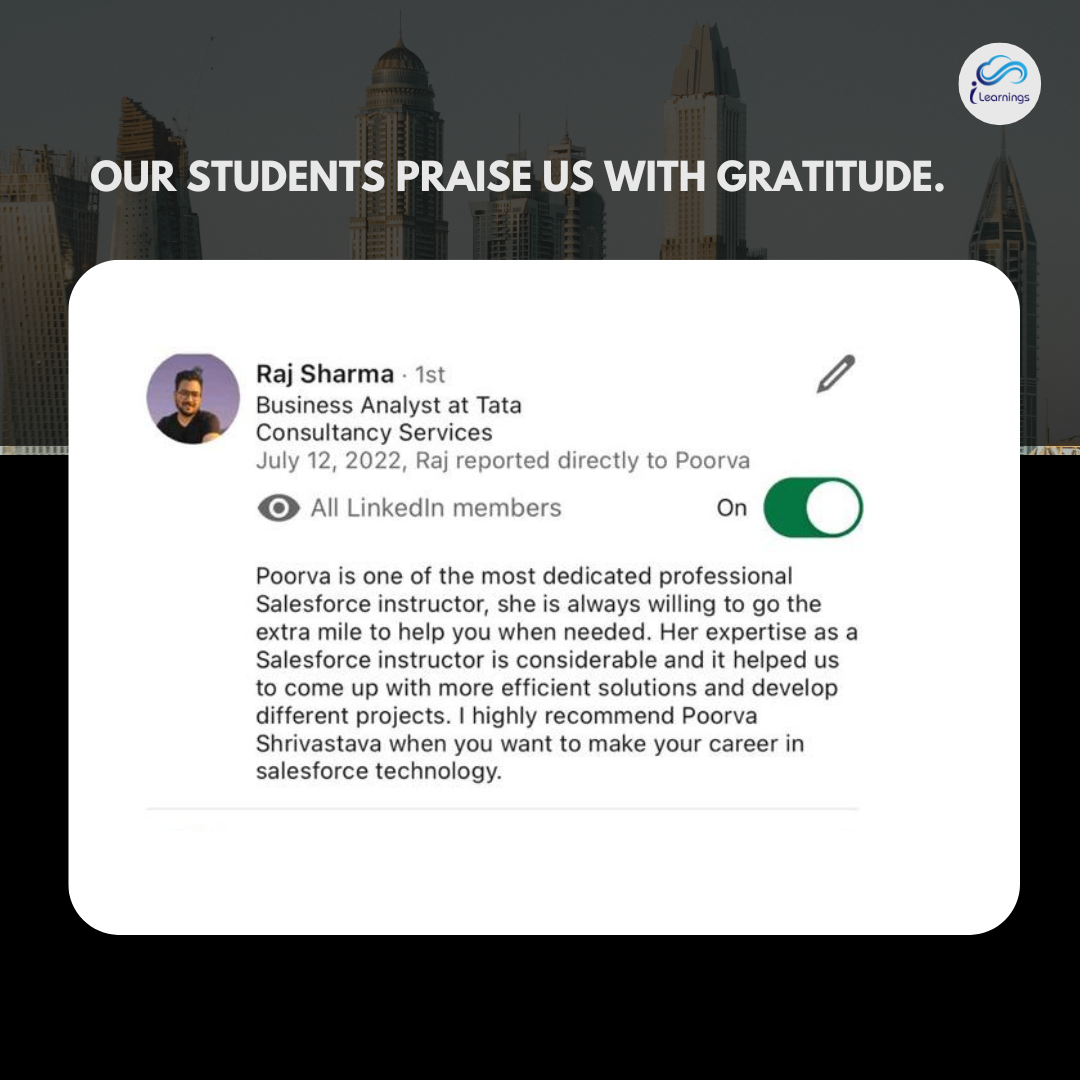 iLearnings
OUR STUDENTS PRAISE US WITH GRATITUDE.
Raj Sharma · 1st
Business Analyst at Tata
Consultancy Services
July 12, 2022, Raj reported directly to Poorva
All LinkedIn members On
Poorva is one of the most dedicated professional
Salesforce instructor, she is always willing to go the
extra mile to help you when needed. Her expertise as a
Salesforce instructor is considerable and it helped us
to come up with more efficient solutions and develop
different projects. I highly recommend Poorva
Shrivastava when you want to make your career in
salesforce technology.